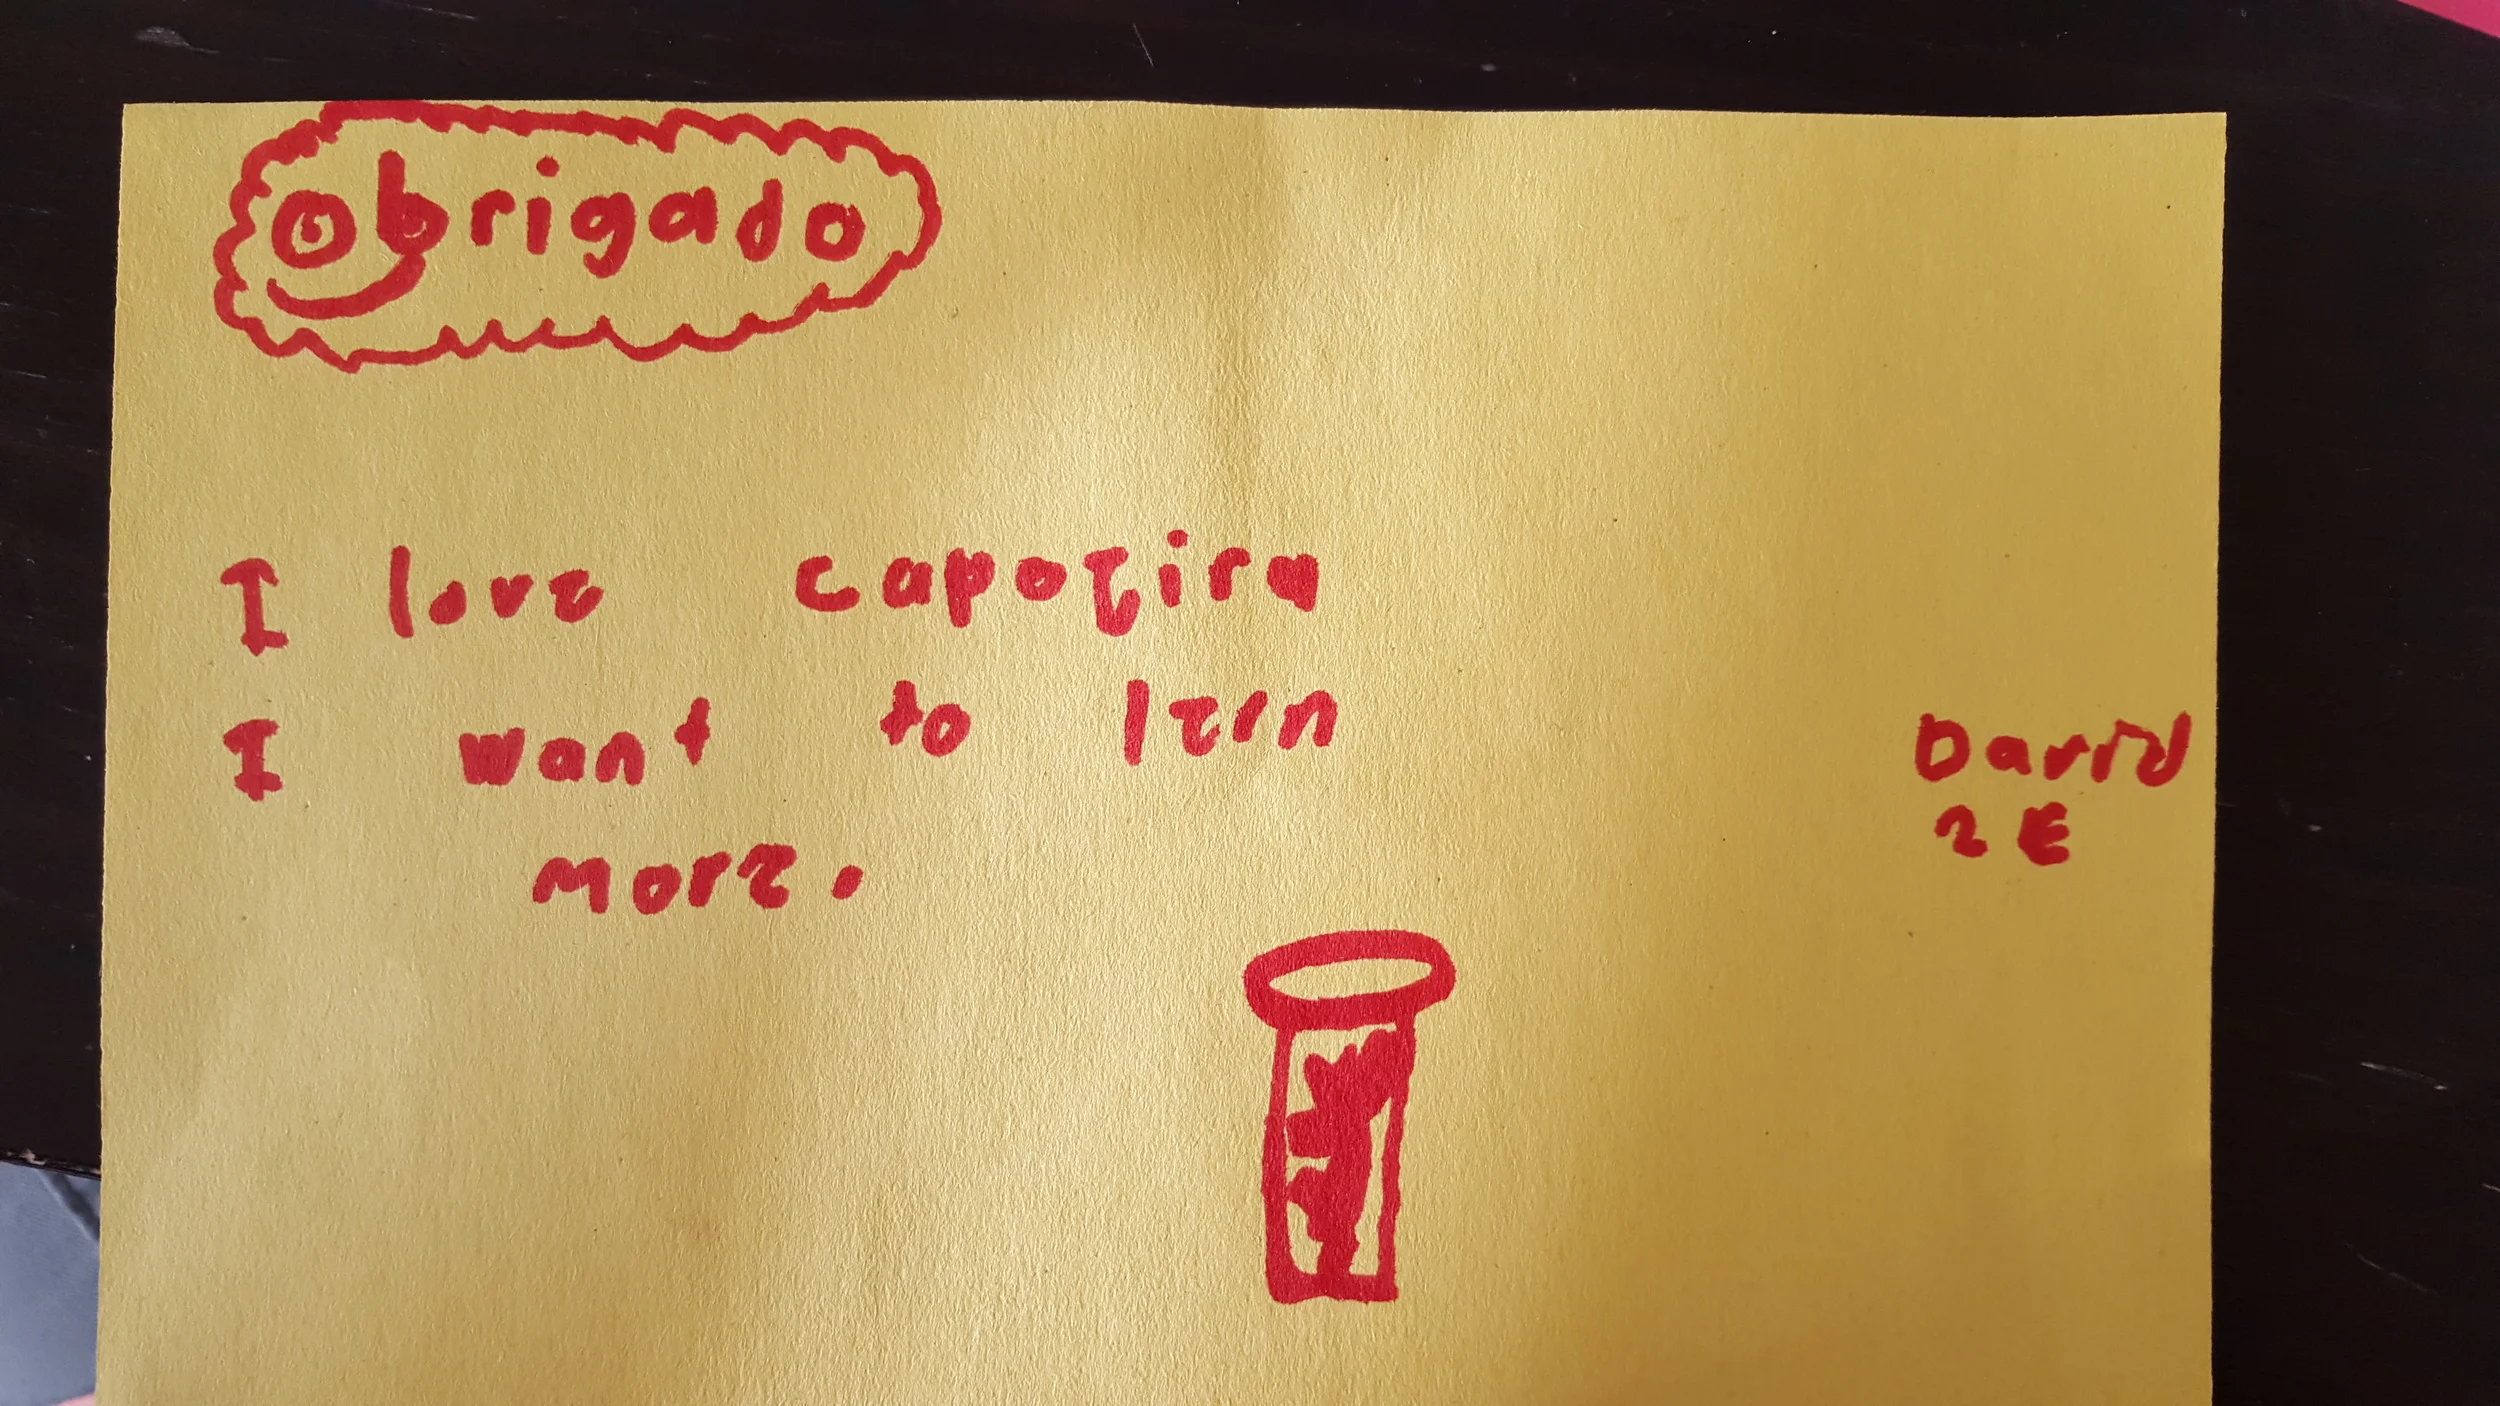 obrigado
I love capoeira
I want to lern
more.
David
2E